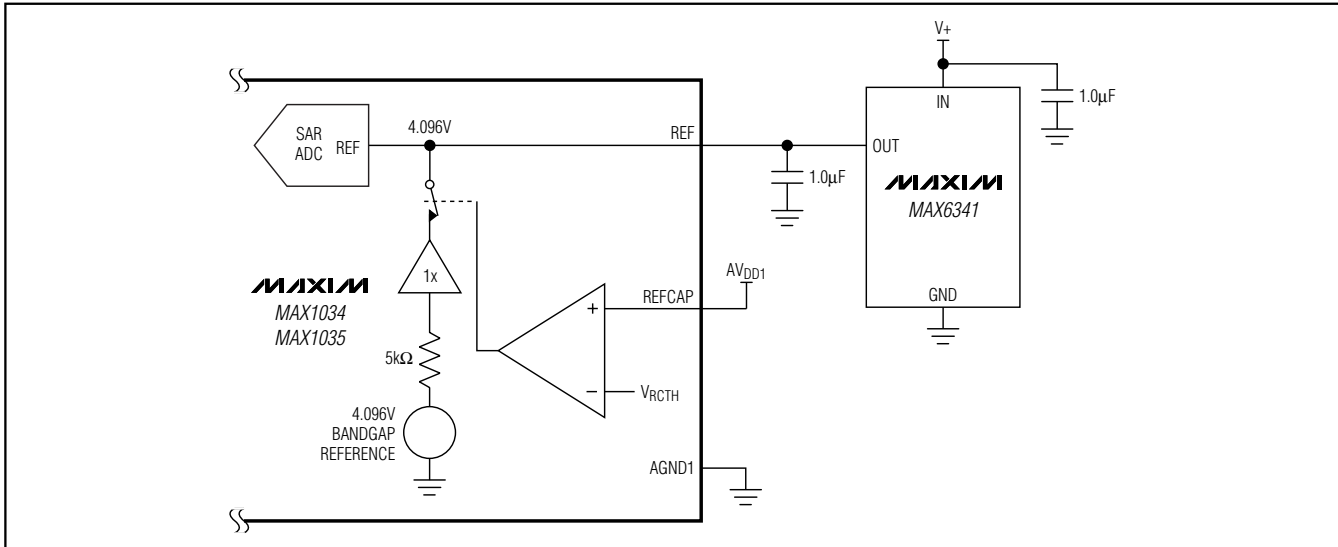 V+
IN
1.0µF
SAR
ADC
REF
4.096V
REF
OUT
1.0µF
MAXIM
MAX6341
GND
AVDD1
REFCAP
1x
+
−
VRCTH
MAXIM
MAX1034
MAX1035
5kΩ
4.096V
BANDGAP
REFERENCE
AGND1